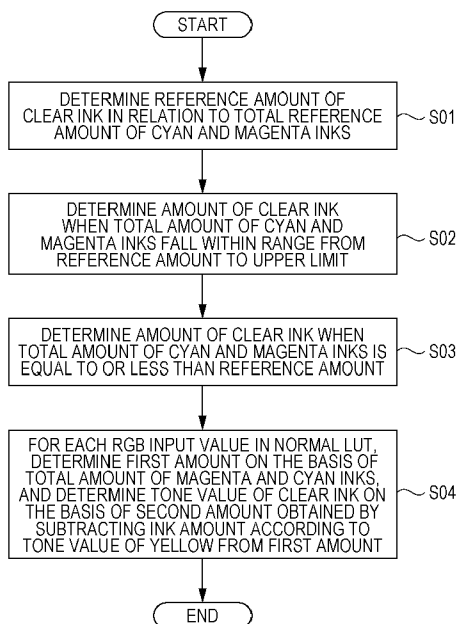 START
DETERMINE REFERENCE AMOUNT OF
CLEAR INK IN RELATION TO TOTAL REFERENCE
AMOUNT OF CYAN AND MAGENTA INKS
S01
DETERMINE AMOUNT OF CLEAR INK
WHEN TOTAL AMOUNT OF CYAN AND
MAGENTA INKS FALL WITHIN RANGE FROM
REFERENCE AMOUNT TO UPPER LIMIT
S02
DETERMINE AMOUNT OF CLEAR INK WHEN
TOTAL AMOUNT OF CYAN AND MAGENTA INKS IS
EQUAL TO OR LESS THAN REFERENCE AMOUNT
S03
FOR EACH RGB INPUT VALUE IN NORMAL LUT,
DETERMINE FIRST AMOUNT ON THE BASIS OF
TOTAL AMOUNT OF MAGENTA AND CYAN INKS,
AND DETERMINE TONE VALUE OF CLEAR INK ON
THE BASIS OF SECOND AMOUNT OBTAINED BY
SUBTRACTING INK AMOUNT ACCORDING TO
TONE VALUE OF YELLOW FROM FIRST AMOUNT
S04
END